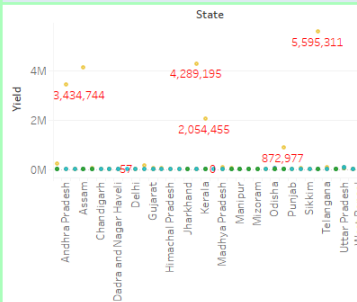 State
5,595,311
4M
4,289,195
3,434,744
Yield
2M
2,054,455
872,977
57
0M
Andhra Pradesh
Assam
Chandigarh
Dadra and Nagar Haveli
Delhi
Gujarat
Himachal Pradesh
Jharkhand
Kerala
Madhya Pradesh
Manipur
Mizoram
Odisha
Punjab
Sikkim
Telangana
Uttar Pradesh